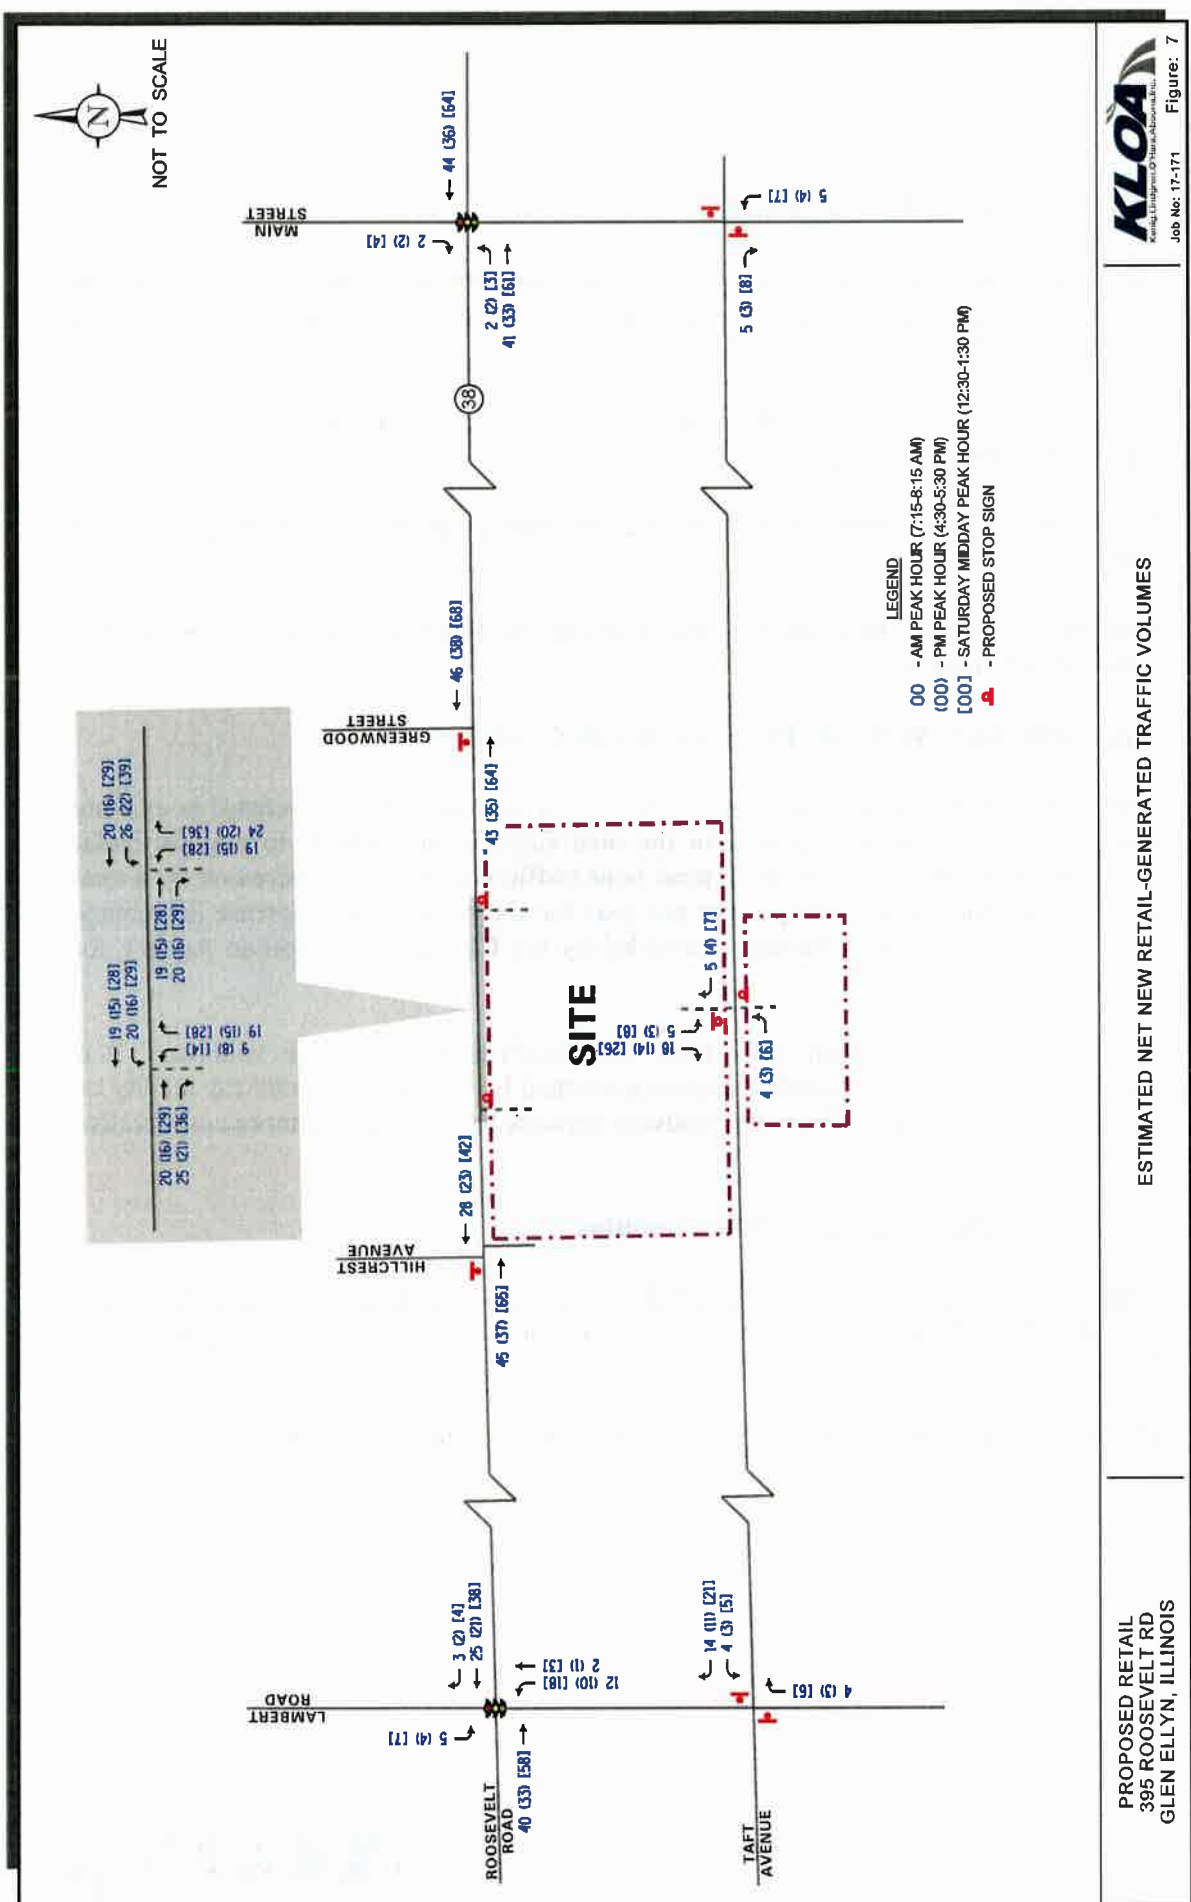 NOT TO SCALE
20 (16) [29]
26 (22) [39]
19 (15) [28]
20 (16) [29]
19 (15) [28]
20 (16) [29]
20 (16) [29]
25 (21) [36]
9 (8) [14]
19 (15) [28]
19 (15) [28]
24 (20) [36]
LAMBERT
ROAD
HILLCREST
AVENUE
GREENWOOD
STREET
MAIN
STREET
5 (4) [7]
3 (2) [4]
25 (21) [38]
28 (23) [42]
46 (38) [68]
2 (2) [4]
44 (36) [64]
ROOSEVELT
ROAD
38
40 (33) [58]
12 (10) [18]
2 (1) [3]
45 (37) [65]
43 (35) [64]
2 (2) [3]
41 (33) [61]
SITE
14 (11) [21]
4 (3) [5]
18 (14) [26]
5 (3) [8]
5 (4) [7]
TAFT
AVENUE
4 (3) [6]
4 (3) [6]
5 (3) [8]
5 (4) [7]
LEGEND
00 - AM PEAK HOUR (7:15-8:15 AM)
(00) - PM PEAK HOUR (4:30-5:30 PM)
[00] - SATURDAY MIDDAY PEAK HOUR (12:30-1:30 PM)
- PROPOSED STOP SIGN
PROPOSED RETAIL
395 ROOSEVELT RD
GLEN ELLYN, ILLINOIS
ESTIMATED NET NEW RETAIL-GENERATED TRAFFIC VOLUMES
KLOA
Kenig,Lindgren,O'Hara,Aboona,Inc.
Job No: 17-171 Figure: 7
N